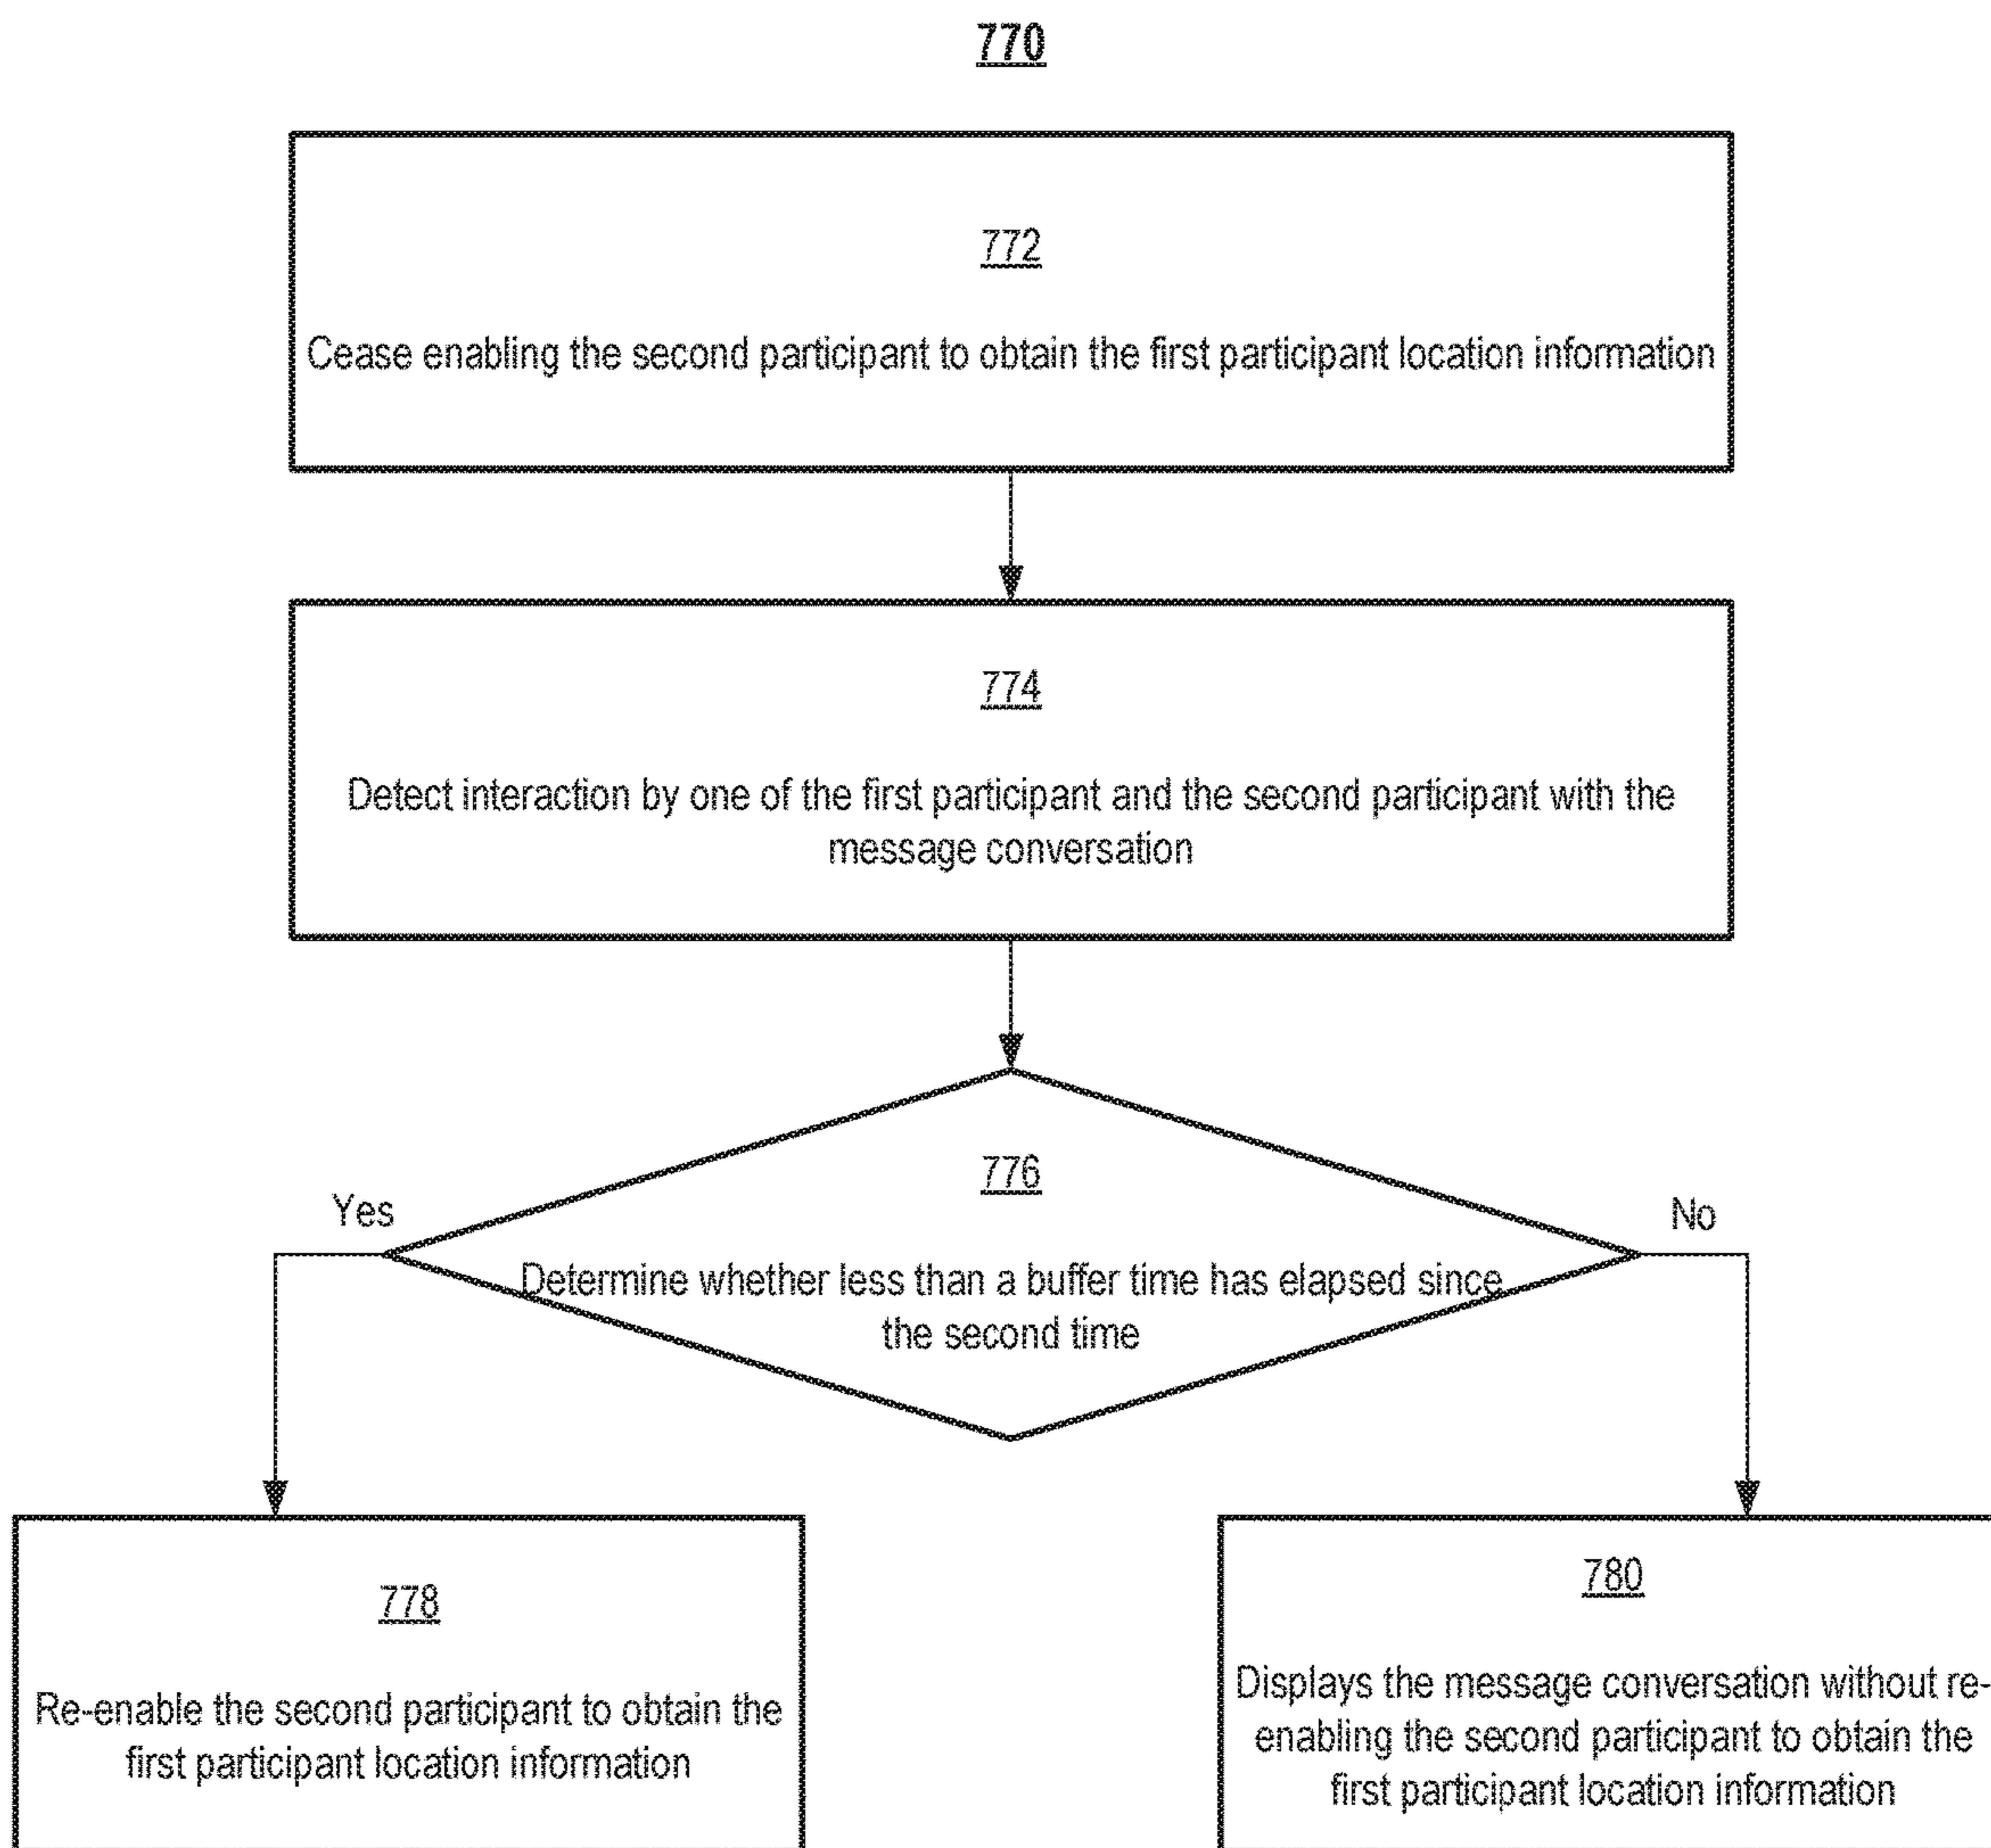 770
772
Cease enabling the second participant to obtain the first participant location information
774
Detect interaction by one of the first participant and the second participant with the
message conversation
776
Yes
No
Determine whether less than a buffer time has elapsed since
the second time
778
Re-enable the second participant to obtain the
first participant location information
780
Displays the message conversation without re-
enabling the second participant to obtain the
first participant location information